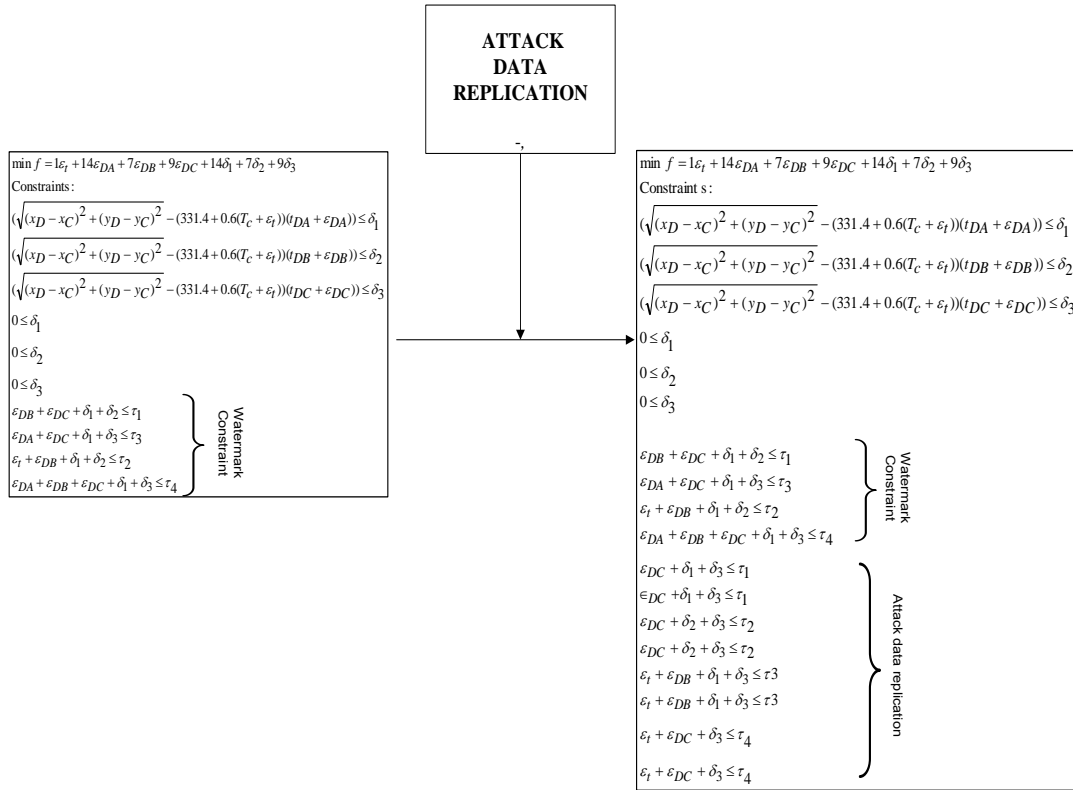 ATTACK
DATA
REPLICATION
-,
min f = 1ε_t + 14ε_DA + 7ε_DB + 9ε_DC + 14δ_1 + 7δ_2 + 9δ_3
Constraints:
(√((x_D − x_C)^2 + (y_D − y_C)^2) − (331.4 + 0.6(T_c + ε_t))(t_DA + ε_DA)) ≤ δ_1
(√((x_D − x_C)^2 + (y_D − y_C)^2) − (331.4 + 0.6(T_c + ε_t))(t_DB + ε_DB)) ≤ δ_2
(√((x_D − x_C)^2 + (y_D − y_C)^2) − (331.4 + 0.6(T_c + ε_t))(t_DC + ε_DC)) ≤ δ_3
0 ≤ δ_1
0 ≤ δ_2
0 ≤ δ_3
ε_DB + ε_DC + δ_1 + δ_2 ≤ τ_1
ε_DA + ε_DC + δ_1 + δ_3 ≤ τ_3
ε_t + ε_DB + δ_1 + δ_2 ≤ τ_2
ε_DA + ε_DB + ε_DC + δ_1 + δ_3 ≤ τ_4
Watermark
Constraint
min f = 1ε_t + 14ε_DA + 7ε_DB + 9ε_DC + 14δ_1 + 7δ_2 + 9δ_3
Constraint s:
(√((x_D − x_C)^2 + (y_D − y_C)^2) − (331.4 + 0.6(T_c + ε_t))(t_DA + ε_DA)) ≤ δ_1
(√((x_D − x_C)^2 + (y_D − y_C)^2) − (331.4 + 0.6(T_c + ε_t))(t_DB + ε_DB)) ≤ δ_2
(√((x_D − x_C)^2 + (y_D − y_C)^2) − (331.4 + 0.6(T_c + ε_t))(t_DC + ε_DC)) ≤ δ_3
0 ≤ δ_1
0 ≤ δ_2
0 ≤ δ_3
ε_DB + ε_DC + δ_1 + δ_2 ≤ τ_1
ε_DA + ε_DC + δ_1 + δ_3 ≤ τ_3
ε_t + ε_DB + δ_1 + δ_2 ≤ τ_2
ε_DA + ε_DB + ε_DC + δ_1 + δ_3 ≤ τ_4
Watermark
Constraint
ε_DC + δ_1 + δ_3 ≤ τ_1
∈_DC + δ_1 + δ_3 ≤ τ_1
ε_DC + δ_2 + δ_3 ≤ τ_2
ε_DC + δ_2 + δ_3 ≤ τ_2
ε_t + ε_DB + δ_1 + δ_3 ≤ τ3
ε_t + ε_DB + δ_1 + δ_3 ≤ τ3
ε_t + ε_DC + δ_3 ≤ τ_4
ε_t + ε_DC + δ_3 ≤ τ_4
Attack data replication